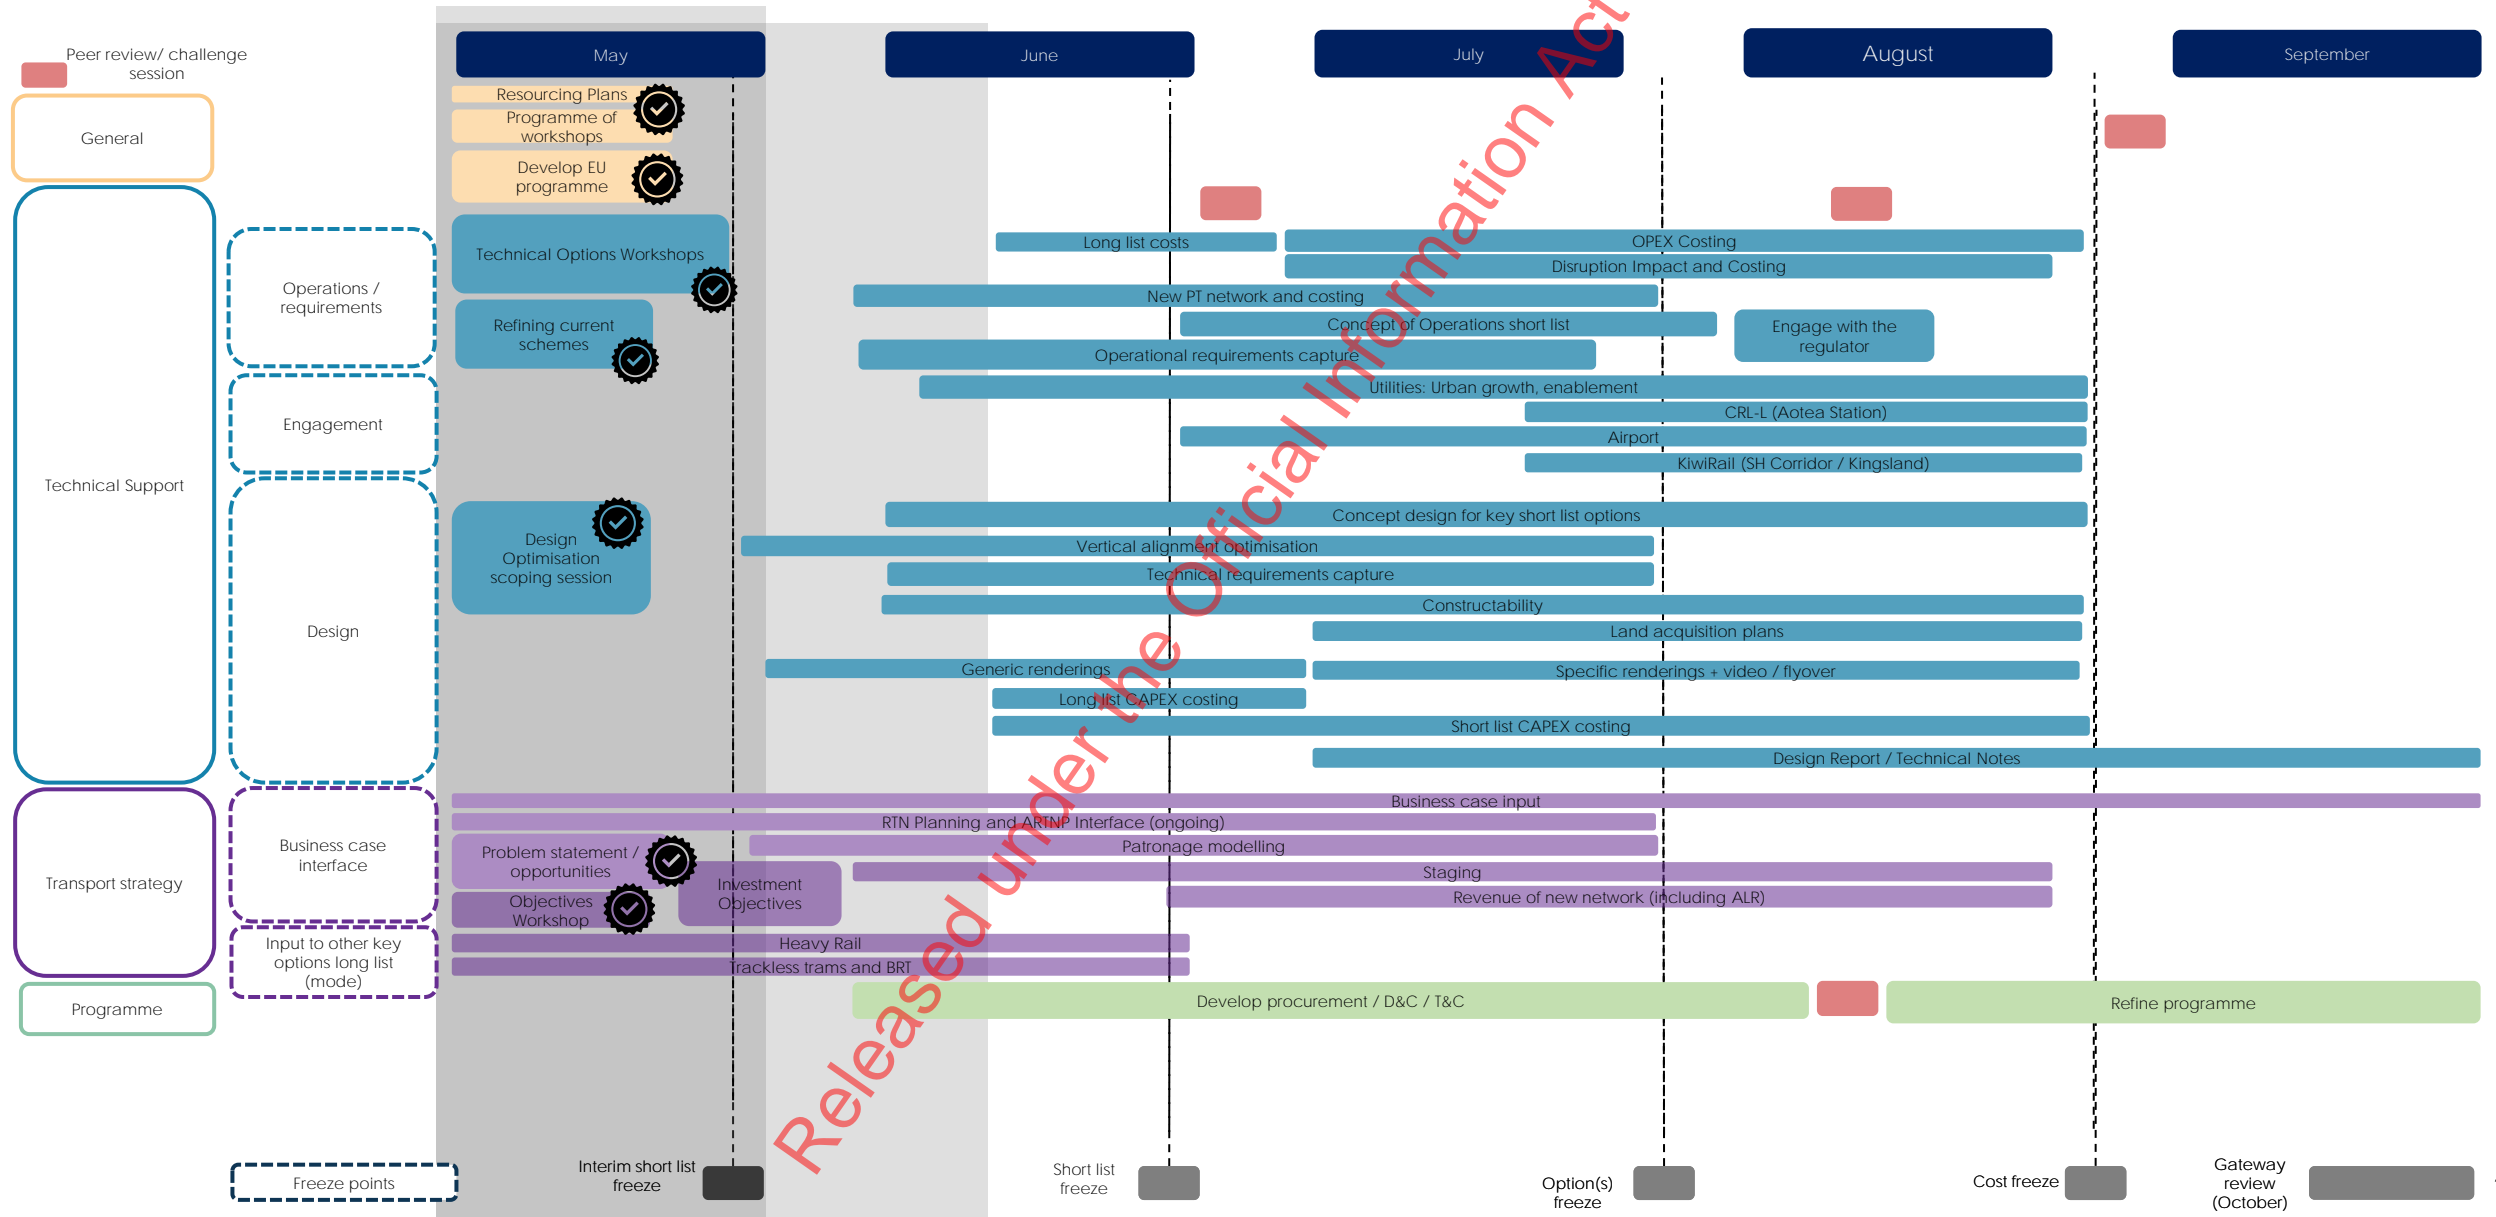 Peer review/ challenge
session
May
June
July
August
September
General
Resourcing Plans
Programme of
workshops
Develop EU
programme
Technical Support
Operations /
requirements
Technical Options Workshops
Refining current
schemes
Long list costs
OPEX Costing
Disruption Impact and Costing
New PT network and costing
Concept of Operations short list
Engage with the
regulator
Operational requirements capture
Engagement
Utilities: Urban growth, enablement
CRL-L (Aotea Station)
Airport
KiwiRail (SH Corridor / Kingsland)
Design
Design
Optimisation
scoping session
Concept design for key short list options
Vertical alignment optimisation
Technical requirements capture
Constructability
Land acquisition plans
Generic renderings
Specific renderings + video / flyover
Long list CAPEX costing
Short list CAPEX costing
Design Report / Technical Notes
Transport strategy
Business case
interface
Business case input
RTN Planning and ARTNP Interface (ongoing)
Problem statement /
opportunities
Patronage modelling
Investment
Objectives
Staging
Objectives
Workshop
Revenue of new network (including ALR)
Input to other key
options long list
(mode)
Heavy Rail
Trackless trams and BRT
Programme
Develop procurement / D&C / T&C
Refine programme
Freeze points
Interim short list
freeze
Short list
freeze
Option(s)
freeze
Cost freeze
Gateway
review
(October)
Released under the Official Information Act